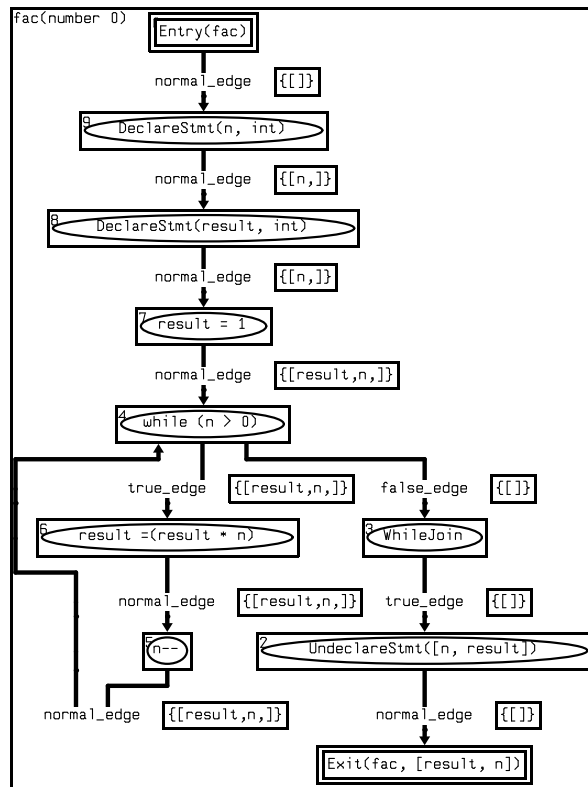 fac(number 0)
Entry(fac)
normal_edge {[]}
9
DeclareStmt(n, int)
normal_edge {[n,]}
8
DeclareStmt(result, int)
normal_edge {[n,]}
7
result = 1
normal_edge {[result,n,]}
4
while (n > 0)
true_edge {[result,n,]} false_edge {[]}
6
result =(result * n)
3
WhileJoin
normal_edge {[result,n,]} true_edge {[]}
5
n--
2
UndeclareStmt([n, result])
normal_edge {[result,n,]} normal_edge {[]}
Exit(fac, [result, n])